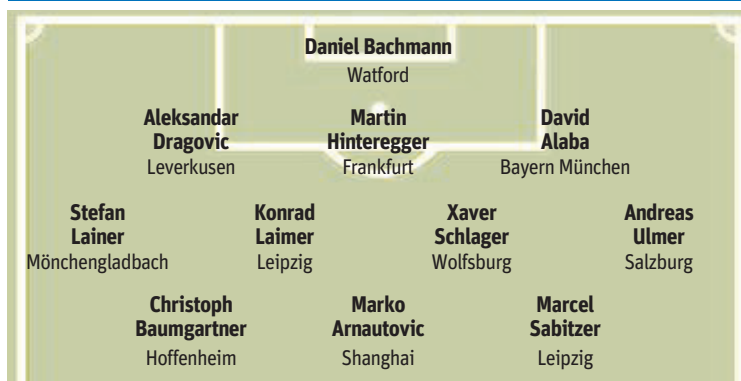 Daniel Bachmann
Watford
Aleksandar
Dragovic
Leverkusen
Martin
Hinteregger
Frankfurt
David
Alaba
Bayern München
Stefan
Lainer
Mönchengladbach
Konrad
Laimer
Leipzig
Xaver
Schlager
Wolfsburg
Andreas
Ulmer
Salzburg
Christoph
Baumgartner
Hoffenheim
Marko
Arnautovic
Shanghai
Marcel
Sabitzer
Leipzig